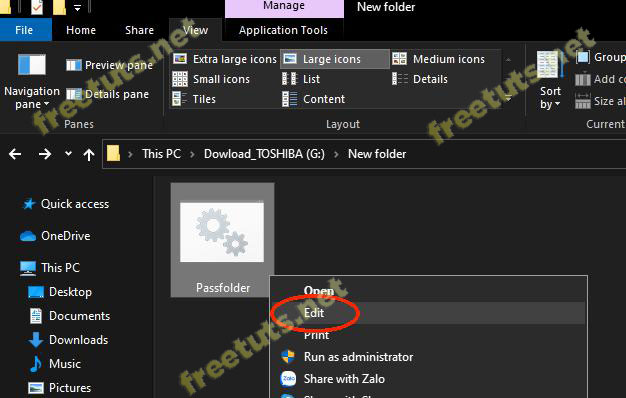 Manage
New folder
File
Home
Share
View
Application Tools
Navigation pane
Preview pane
Details pane
Panes
Extra large icons
Large icons
Medium icons
Small icons
List
Details
Tiles
Content
Layout
Sort by
Group
Add co
Size al
Current
This PC > Dowload_TOSHIBA (G:) > New folder
Quick access
OneDrive
This PC
Desktop
Documents
Downloads
Music
Pictures
Passfolder
Open
Edit
Print
Run as administrator
Share with Zalo
freetuts.net
freetuts.net
freetuts.net